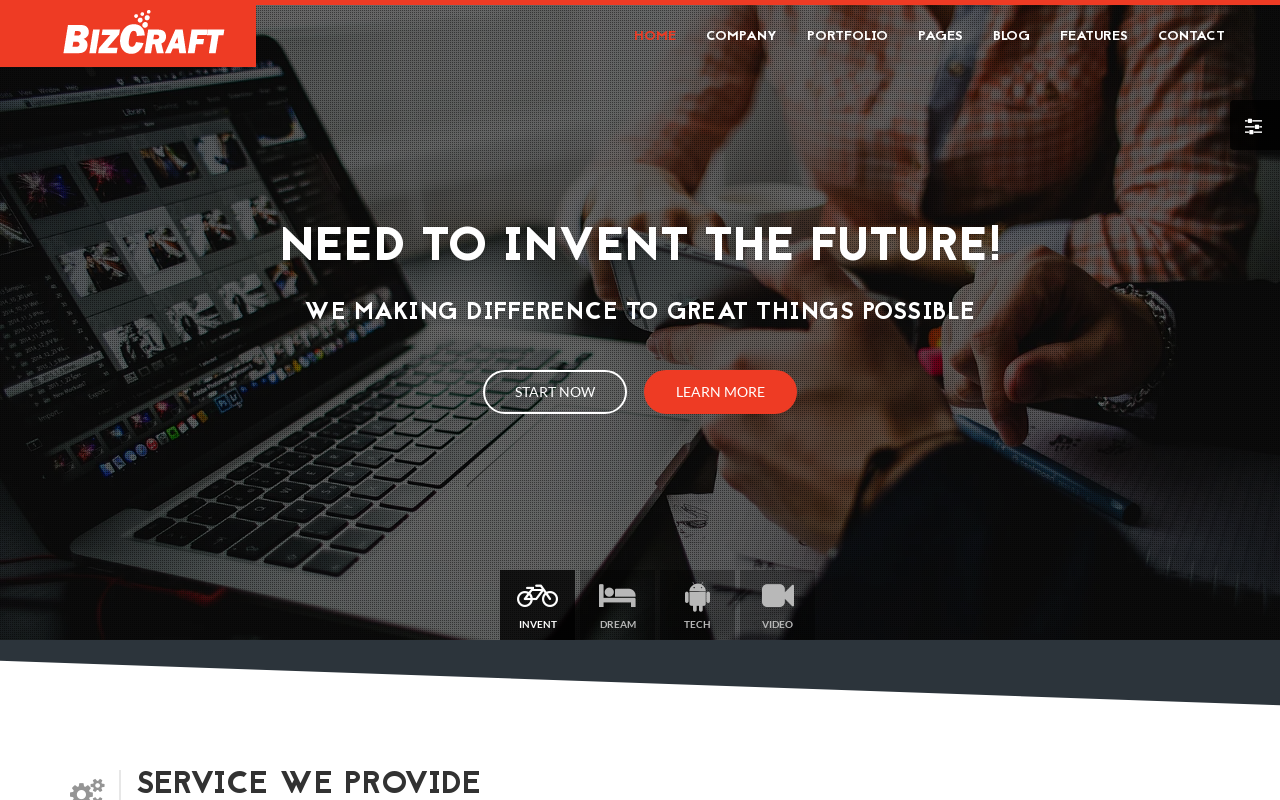 BIZCRAFT
HOME COMPANY PORTFOLIO PAGES BLOG FEATURES CONTACT
NEED TO INVENT THE FUTURE!
WE MAKING DIFFERENCE TO GREAT THINGS POSSIBLE
START NOW LEARN MORE
INVENT DREAM TECH VIDEO
SERVICE WE PROVIDE